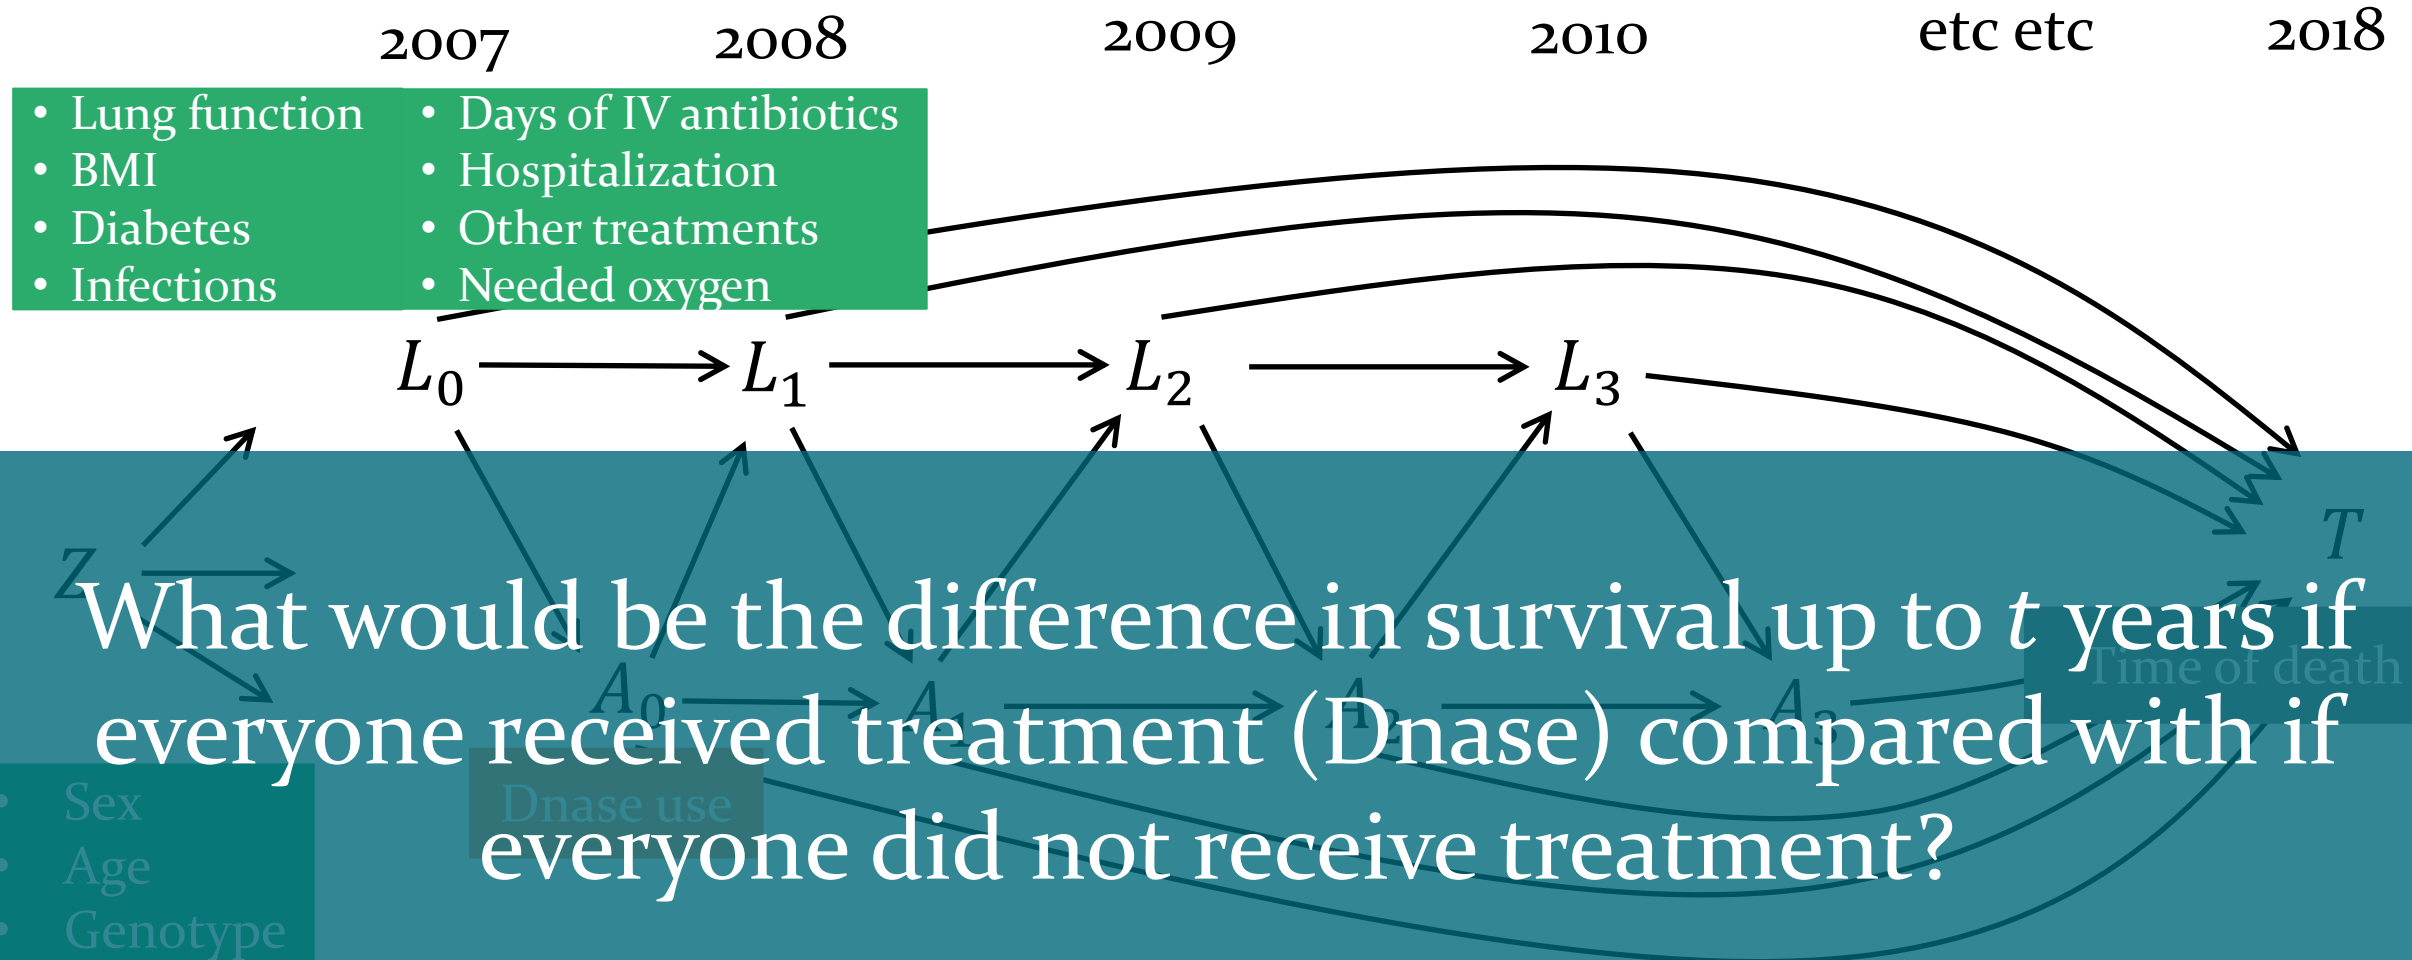 2007 2008 2009 2010 etc etc 2018
• Lung function
• BMI
• Diabetes
• Infections
• Days of IV antibiotics
• Hospitalization
• Other treatments
• Needed oxygen
L0 L1 L2 L3
Z
T
What would be the difference in survival up to t years if
Time of death
A0 A1 A2 A3
everyone received treatment (Dnase) compared with if
Dnase use
everyone did not receive treatment?
• Sex
• Age
• Genotype